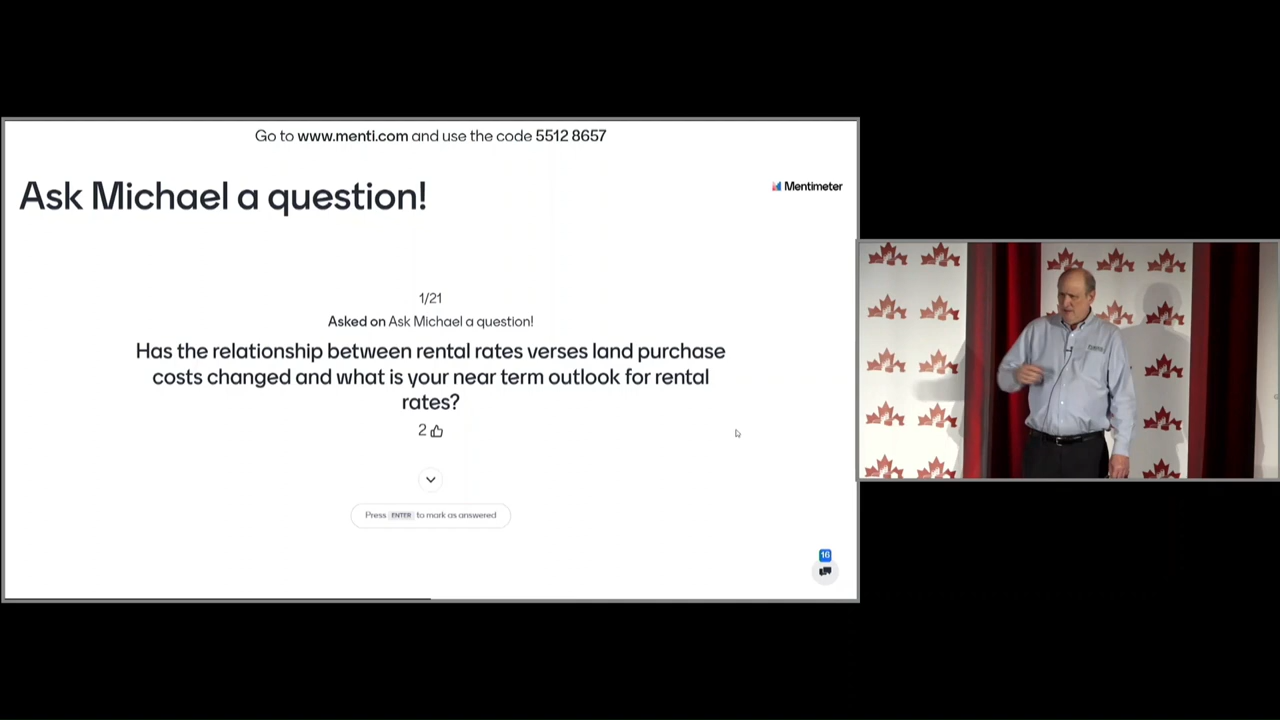 Go to www.menti.com and use the code 5512 8657
Ask Michael a question!
Mentimeter
1/21
Asked on Ask Michael a question!
Has the relationship between rental rates verses land purchase
costs changed and what is your near term outlook for rental
rates?
2
Press ENTER to mark as answered
16